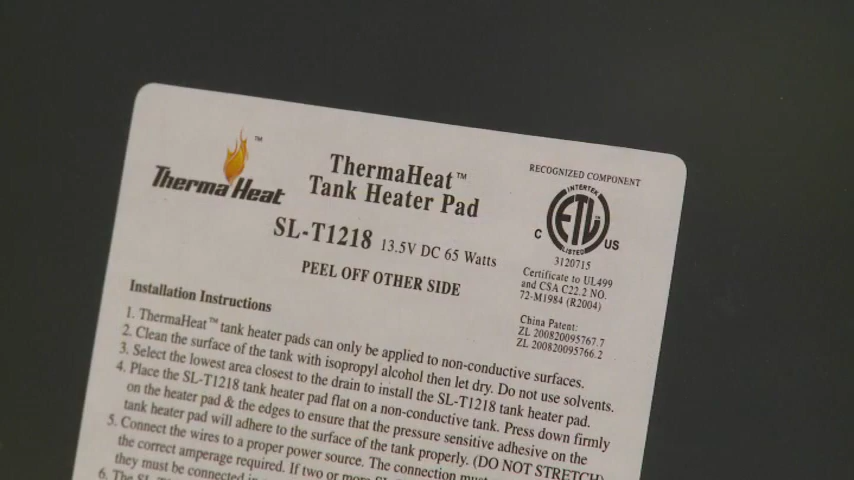 Therma Heat™
ThermaHeat™
Tank Heater Pad
SL-T1218 13.5V DC 65 Watts
PEEL OFF OTHER SIDE
RECOGNIZED COMPONENT
INTERTEK
ETL
LISTED
C US
3120715
Certificate to UL499
and CSA C22.2 NO.
72-M1984 (R2004)
China Patent:
ZL 200820095767.7
ZL 200820095766.2
Installation Instructions
1. ThermaHeat™ tank heater pads can only be applied to non-conductive surfaces.
2. Clean the surface of the tank with isopropyl alcohol then let dry. Do not use solvents.
3. Select the lowest area closest to the drain to install the SL-T1218 tank heater pad.
4. Place the SL-T1218 tank heater pad flat on a non-conductive tank. Press down firmly
on the heater pad & the edges to ensure that the pressure sensitive adhesive on the
tank heater pad will adhere to the surface of the tank properly. (DO NOT STRETCH)
5. Connect the wires to a proper power source. The connection must
the correct amperage required. If two or more
they must be connected in
6. The